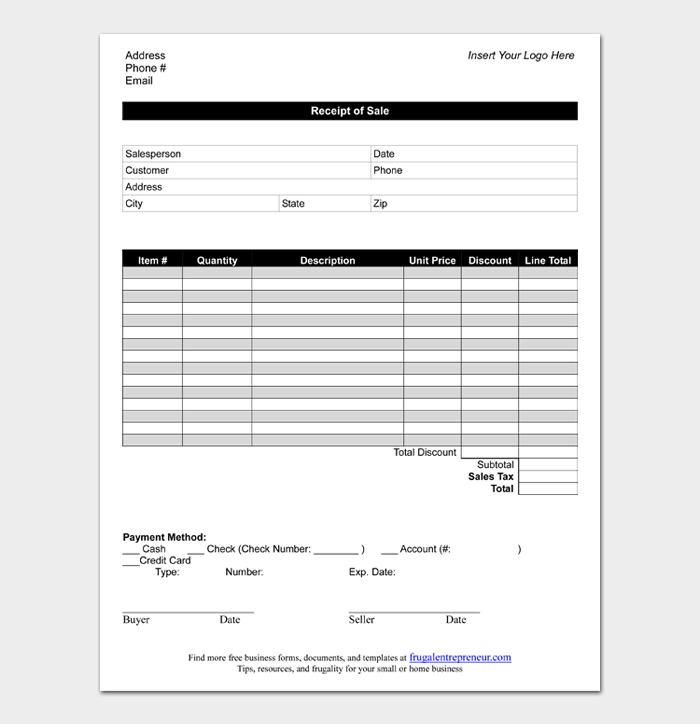 Address
Insert Your Logo Here
Phone #
Email
Receipt of Sale
Salesperson Date
Customer Phone
Address
City State Zip
Item # Quantity Description Unit Price Discount Line Total
Total Discount
Subtotal
Sales Tax
Total
Payment Method:
___ Cash ___ Check (Check Number: ________ ) ___ Account (#: )
___Credit Card
Type: Number: Exp. Date:
Buyer Date Seller Date
Find more free business forms, documents, and templates at frugalentrepreneur.com
Tips, resources, and frugality for your small or home business